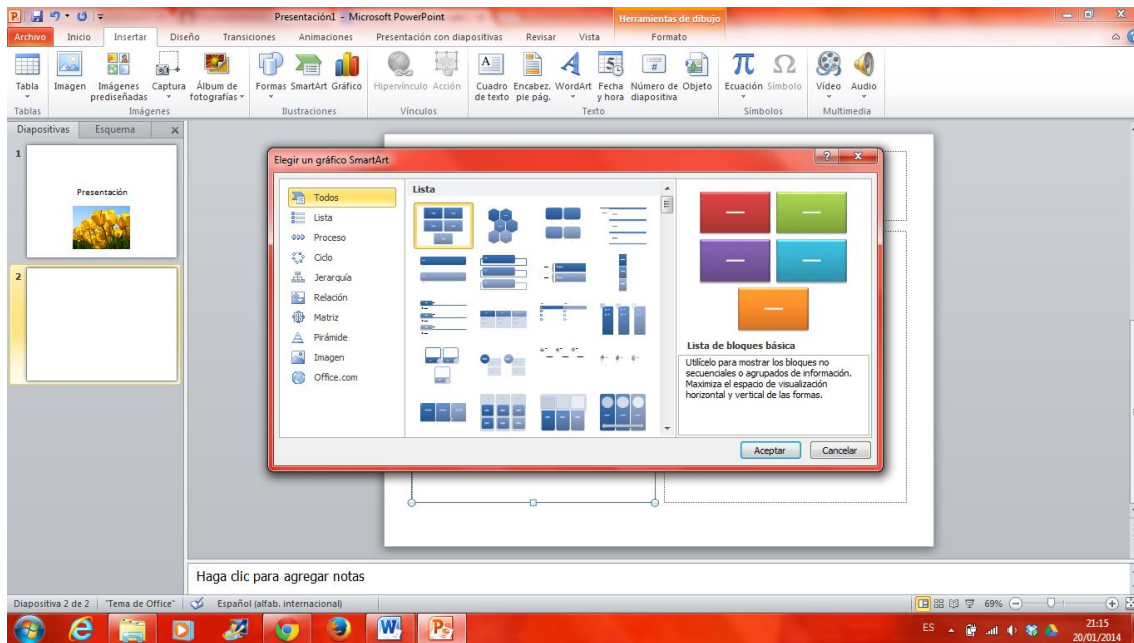 Presentación1 - Microsoft PowerPoint
Herramientas de dibujo
Archivo Inicio Insertar Diseño Transiciones Animaciones Presentación con diapositivas Revisar Vista Formato
Tabla
Imagen
Imágenes prediseñadas
Captura
Álbum de fotografías
Formas
SmartArt
Gráfico
Hipervínculo
Acción
Cuadro de texto
Encabez. pie pág.
WordArt
Fecha y hora
Número de diapositiva
Objeto
Ecuación
Símbolo
Vídeo
Audio
Tablas
Imágenes
Ilustraciones
Vínculos
Texto
Símbolos
Multimedia
Diapositivas Esquema
1
Presentación
2
Elegir un gráfico SmartArt
Todos
Lista
Proceso
Ciclo
Jerarquía
Relación
Matriz
Pirámide
Imagen
Office.com
Lista
Lista de bloques básica
Utilícelo para mostrar los bloques no
secuenciales o agrupados de información.
Maximiza el espacio de visualización
horizontal y vertical de las formas.
Aceptar Cancelar
Haga clic para agregar notas
Diapositiva 2 de 2 "Tema de Office" Español (alfab. internacional) 69%
ES
21:15
20/01/2014